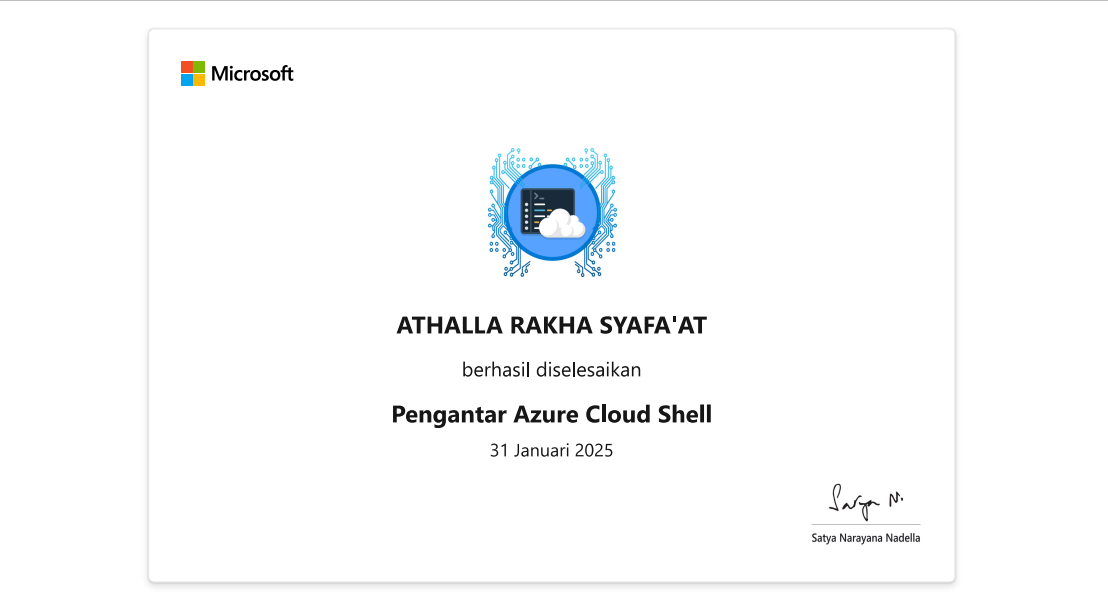 Microsoft
ATHALLA RAKHA SYAFA'AT
berhasil diselesaikan
Pengantar Azure Cloud Shell
31 Januari 2025
Satya N.
Satya Narayana Nadella